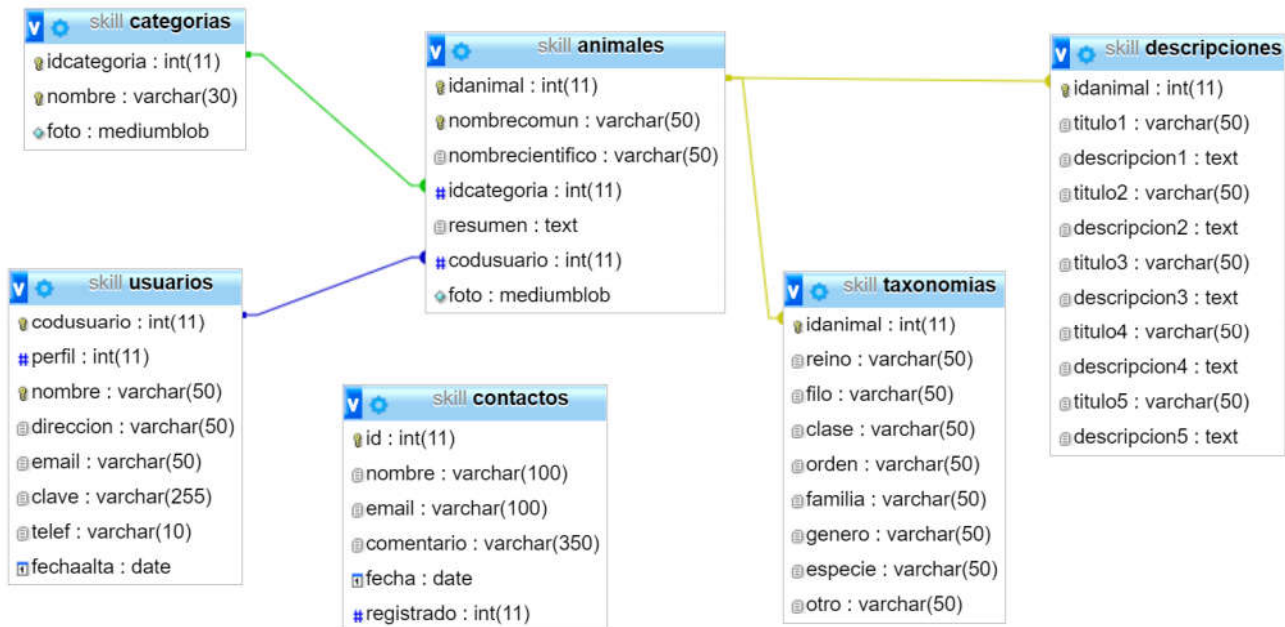 skill categorias
idcategoria : int(11)
nombre : varchar(30)
foto : mediumblob
skill animales
idanimal : int(11)
nombrecomun : varchar(50)
nombrecientifico : varchar(50)
idcategoria : int(11)
resumen : text
codusuario : int(11)
foto : mediumblob
skill descripciones
idanimal : int(11)
titulo1 : varchar(50)
descripcion1 : text
titulo2 : varchar(50)
descripcion2 : text
titulo3 : varchar(50)
descripcion3 : text
titulo4 : varchar(50)
descripcion4 : text
titulo5 : varchar(50)
descripcion5 : text
skill usuarios
codusuario : int(11)
perfil : int(11)
nombre : varchar(50)
direccion : varchar(50)
email : varchar(50)
clave : varchar(255)
telef : varchar(10)
fechaalta : date
skill contactos
id : int(11)
nombre : varchar(100)
email : varchar(100)
comentario : varchar(350)
fecha : date
registrado : int(11)
skill taxonomias
idanimal : int(11)
reino : varchar(50)
filo : varchar(50)
clase : varchar(50)
orden : varchar(50)
familia : varchar(50)
genero : varchar(50)
especie : varchar(50)
otro : varchar(50)